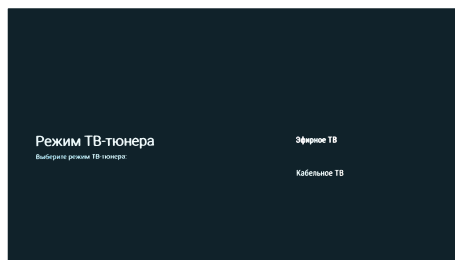 Режим ТВ-тюнера
Выберите режим ТВ-тюнера:
Эфирное ТВ
Кабельное ТВ